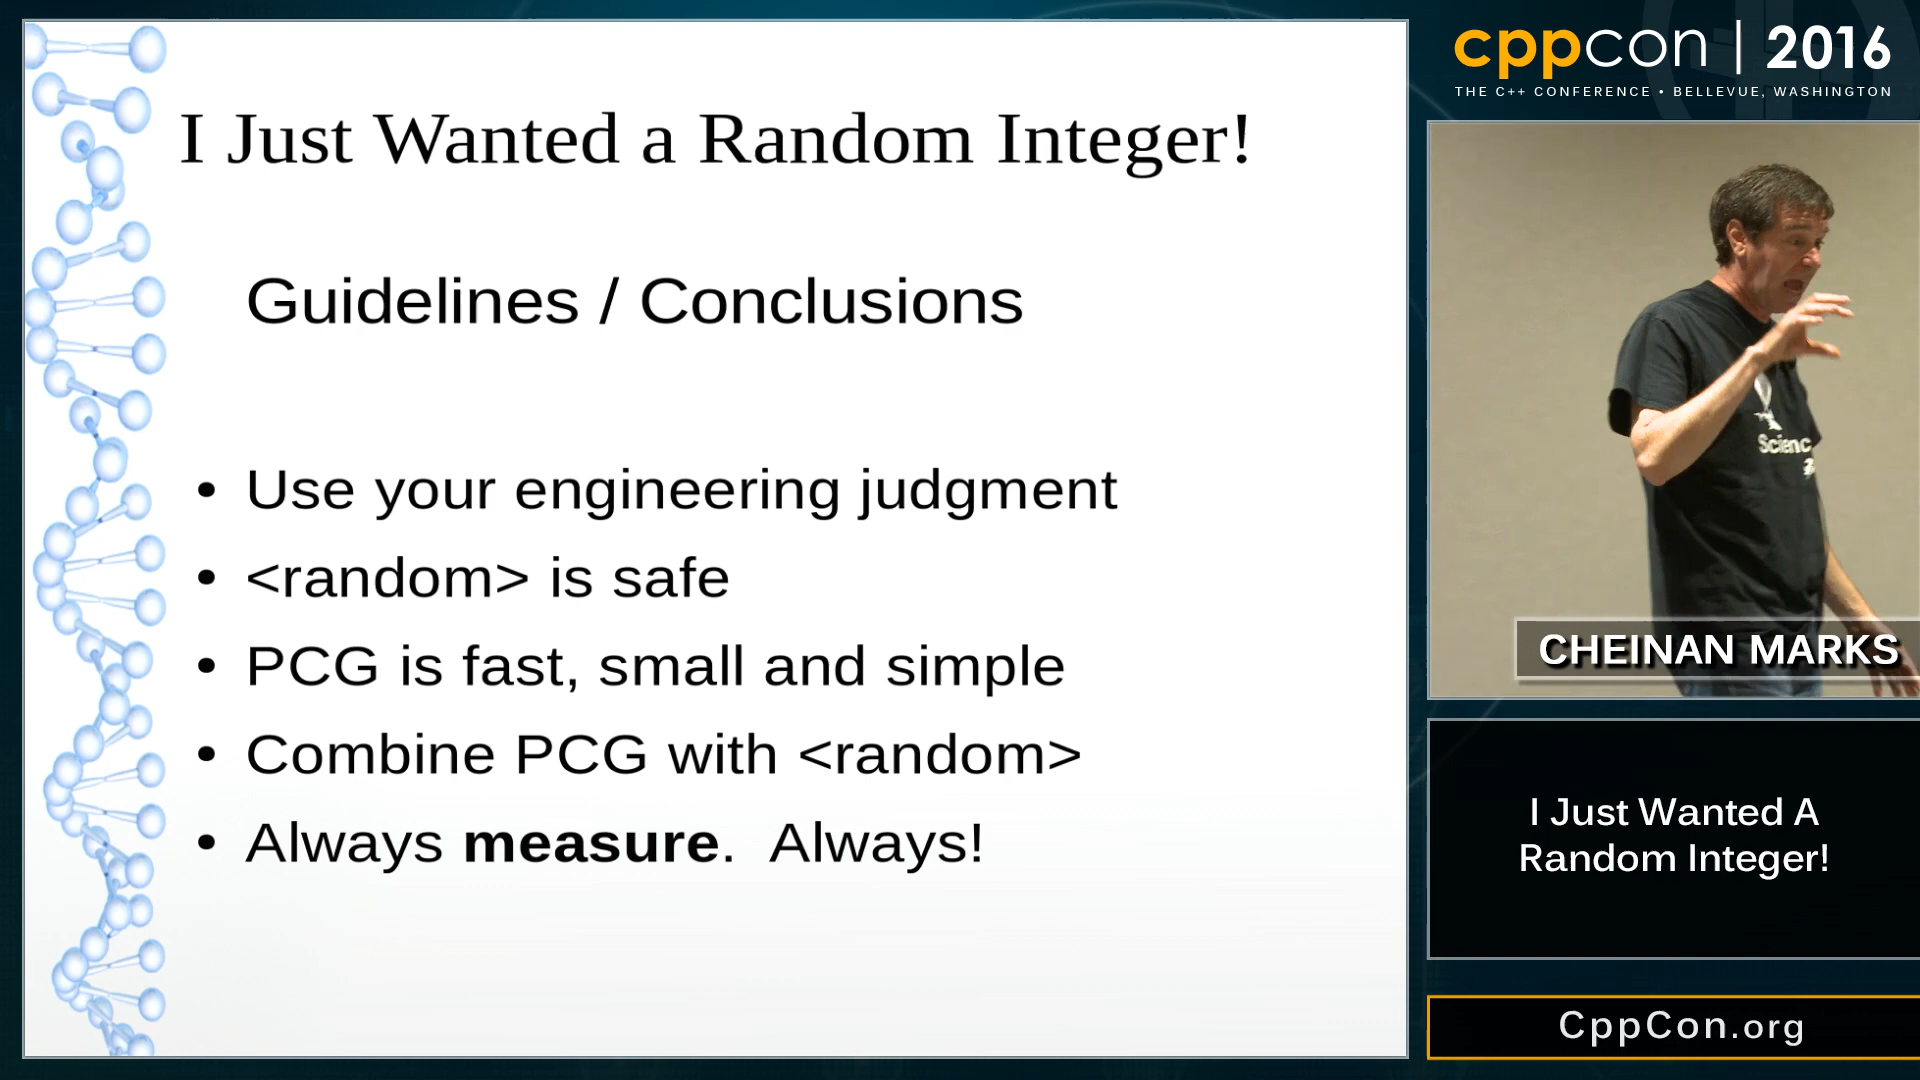 I Just Wanted a Random Integer!
Guidelines / Conclusions
• Use your engineering judgment
• <random> is safe
• PCG is fast, small and simple
• Combine PCG with <random>
• Always measure.  Always!
cppcon | 2016
THE C++ CONFERENCE • BELLEVUE, WASHINGTON
Scienc
CHEINAN MARKS
I Just Wanted A
Random Integer!
CppCon.org